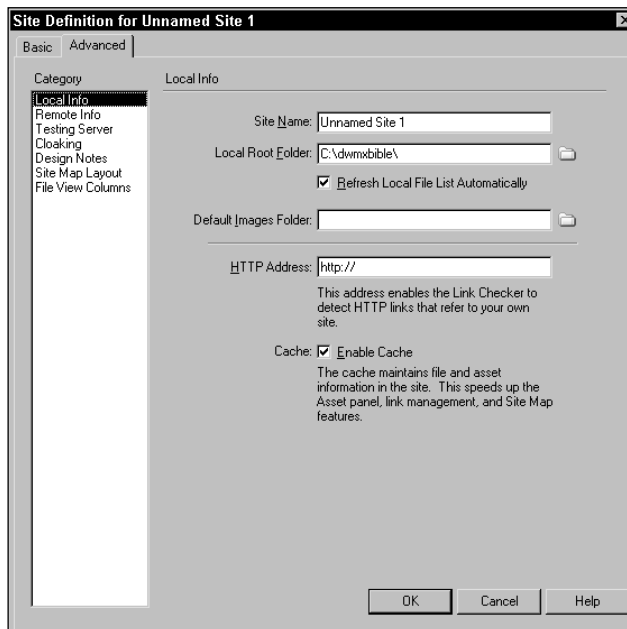 Site Definition for Unnamed Site 1
Basic
Advanced
Category
Local Info
Remote Info
Testing Server
Cloaking
Design Notes
Site Map Layout
File View Columns
Local Info
Site Name: Unnamed Site 1
Local Root Folder: C:\dwmxbible\
Refresh Local File List Automatically
Default Images Folder:
HTTP Address: http://
This address enables the Link Checker to
detect HTTP links that refer to your own
site.
Cache: Enable Cache
The cache maintains file and asset
information in the site. This speeds up the
Asset panel, link management, and Site Map
features.
OK
Cancel
Help